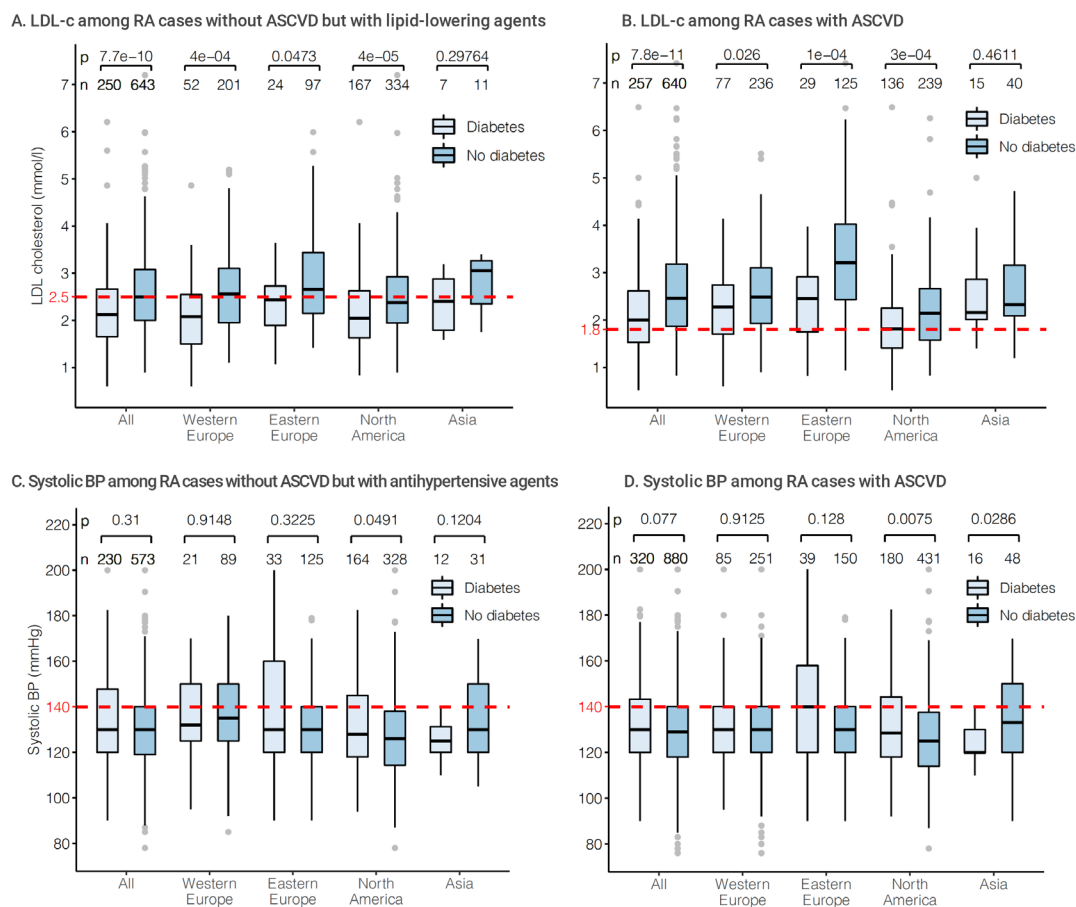 A. LDL-c among RA cases without ASCVD but with lipid-lowering agents
p 7.7e−10 4e−04 0.0473 4e−05 0.29764
7
n 250 643 52 201 24 97 167 334 7 11
Diabetes
No diabetes
6
5
4
3
2.5
2
1
LDL cholesterol (mmol/l)
All Western Europe Eastern Europe North America Asia
B. LDL-c among RA cases with ASCVD
p 7.8e−11 0.026 1e−04 3e−04 0.4611
7
n 257 640 77 236 29 125 136 239 15 40
Diabetes
No diabetes
6
5
4
3
2
1.8
1
All Western Europe Eastern Europe North America Asia
C. Systolic BP among RA cases without ASCVD but with antihypertensive agents
p 0.31 0.9148 0.3225 0.0491 0.1204
220
n 230 573 21 89 33 125 164 328 12 31
Diabetes
No diabetes
200
180
160
140
120
100
80
Systolic BP (mmHg)
All Western Europe Eastern Europe North America Asia
D. Systolic BP among RA cases with ASCVD
p 0.077 0.9125 0.128 0.0075 0.0286
220
n 320 880 85 251 39 150 180 431 16 48
Diabetes
No diabetes
200
180
160
140
120
100
80
All Western Europe Eastern Europe North America Asia